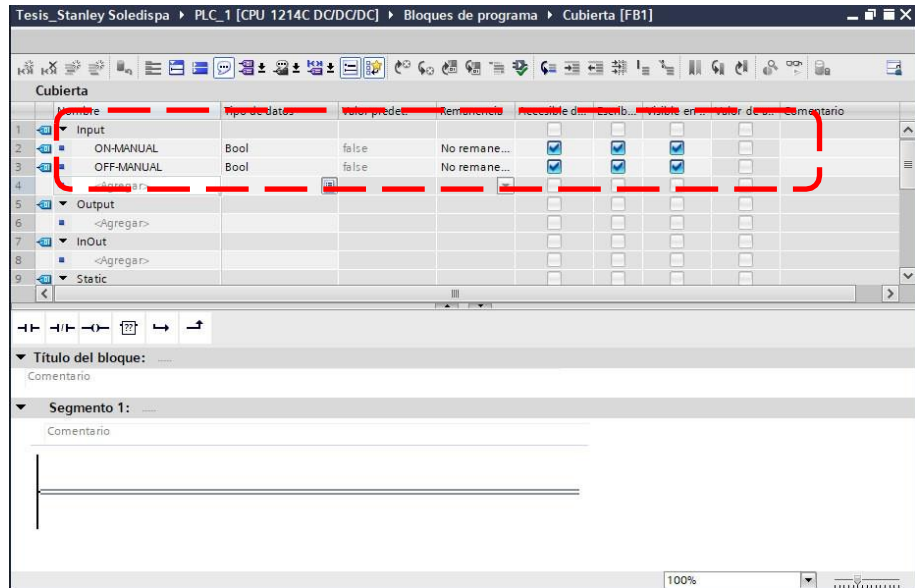 Tesis_Stanley Soledispa ▸ PLC_1 [CPU 1214C DC/DC/DC] ▸ Bloques de programa ▸ Cubierta [FB1]
Cubierta
Nombre Tipo de datos Valor predet.. Remanencia Accesible d... Escrib... Visible en .. Valor de a.. Comentario
1 Input
2 ON-MANUAL Bool false No remane...
3 OFF-MANUAL Bool false No remane...
4 <Agregar>
5 Output
6 <Agregar>
7 InOut
8 <Agregar>
9 Static
??
Título del bloque: .....
Comentario
Segmento 1: .....
Comentario
100%